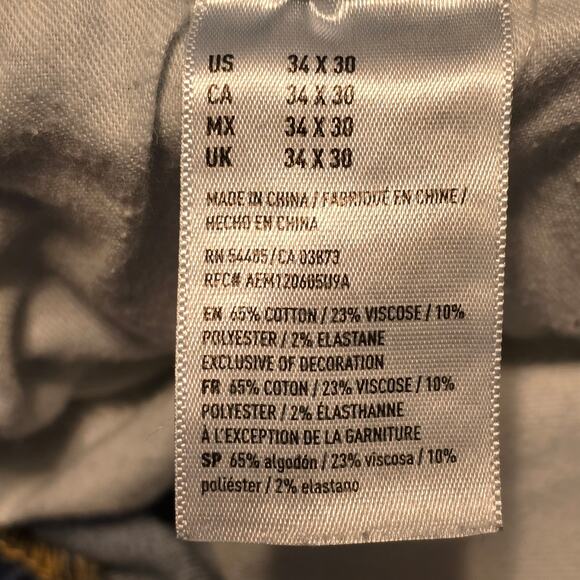 US 34 X 30
CA 34 X 30
MX 34 X 30
UK 34 X 30
MADE IN CHINA / FABRIQUÉ EN CHINE /
HECHO EN CHINA
RN 54485/CA 03873
RFC# AEM120605U9A
EN 65% COTTON / 23% VISCOSE / 10%
POLYESTER / 2% ELASTANE
EXCLUSIVE OF DECORATION
FR 65% COTON / 23% VISCOSE / 10%
POLYESTER / 2% ÉLASTHANNE
À L'EXCEPTION DE LA GARNITURE
SP 65% algodón / 23% viscosa / 10%
poliéster / 2% elastano